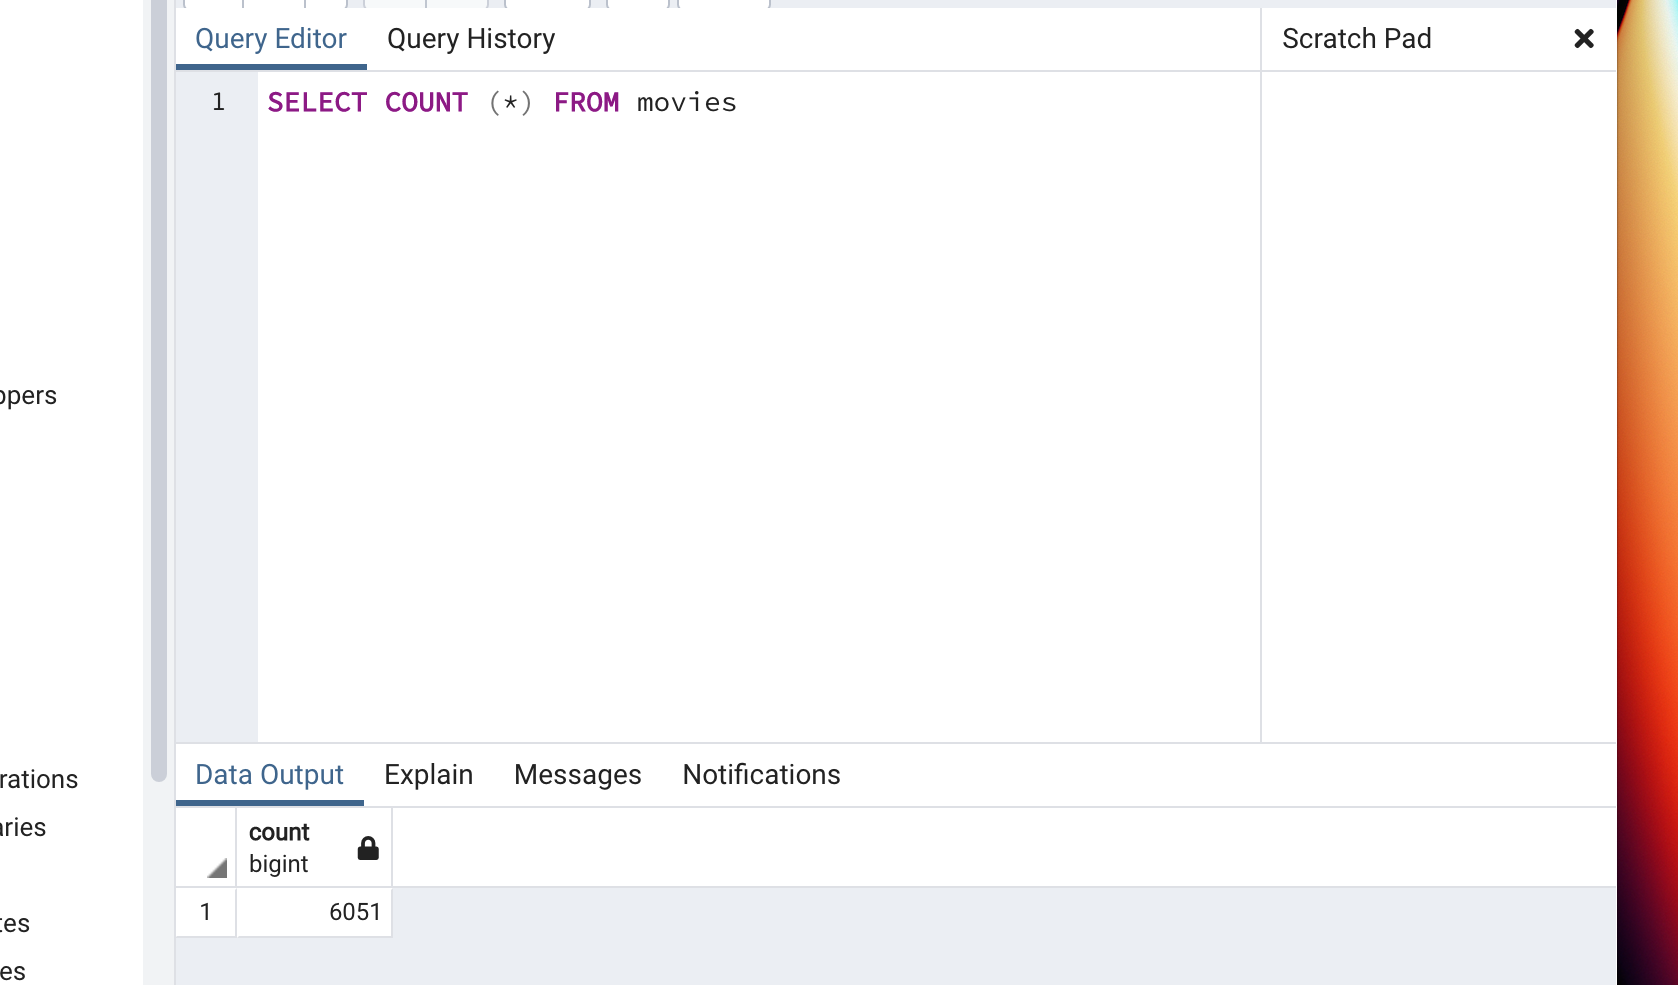 Query Editor Query History Scratch Pad
1 SELECT COUNT (*) FROM movies
ppers
rations
aries
tes
es
Data Output Explain Messages Notifications
count
bigint
1 6051